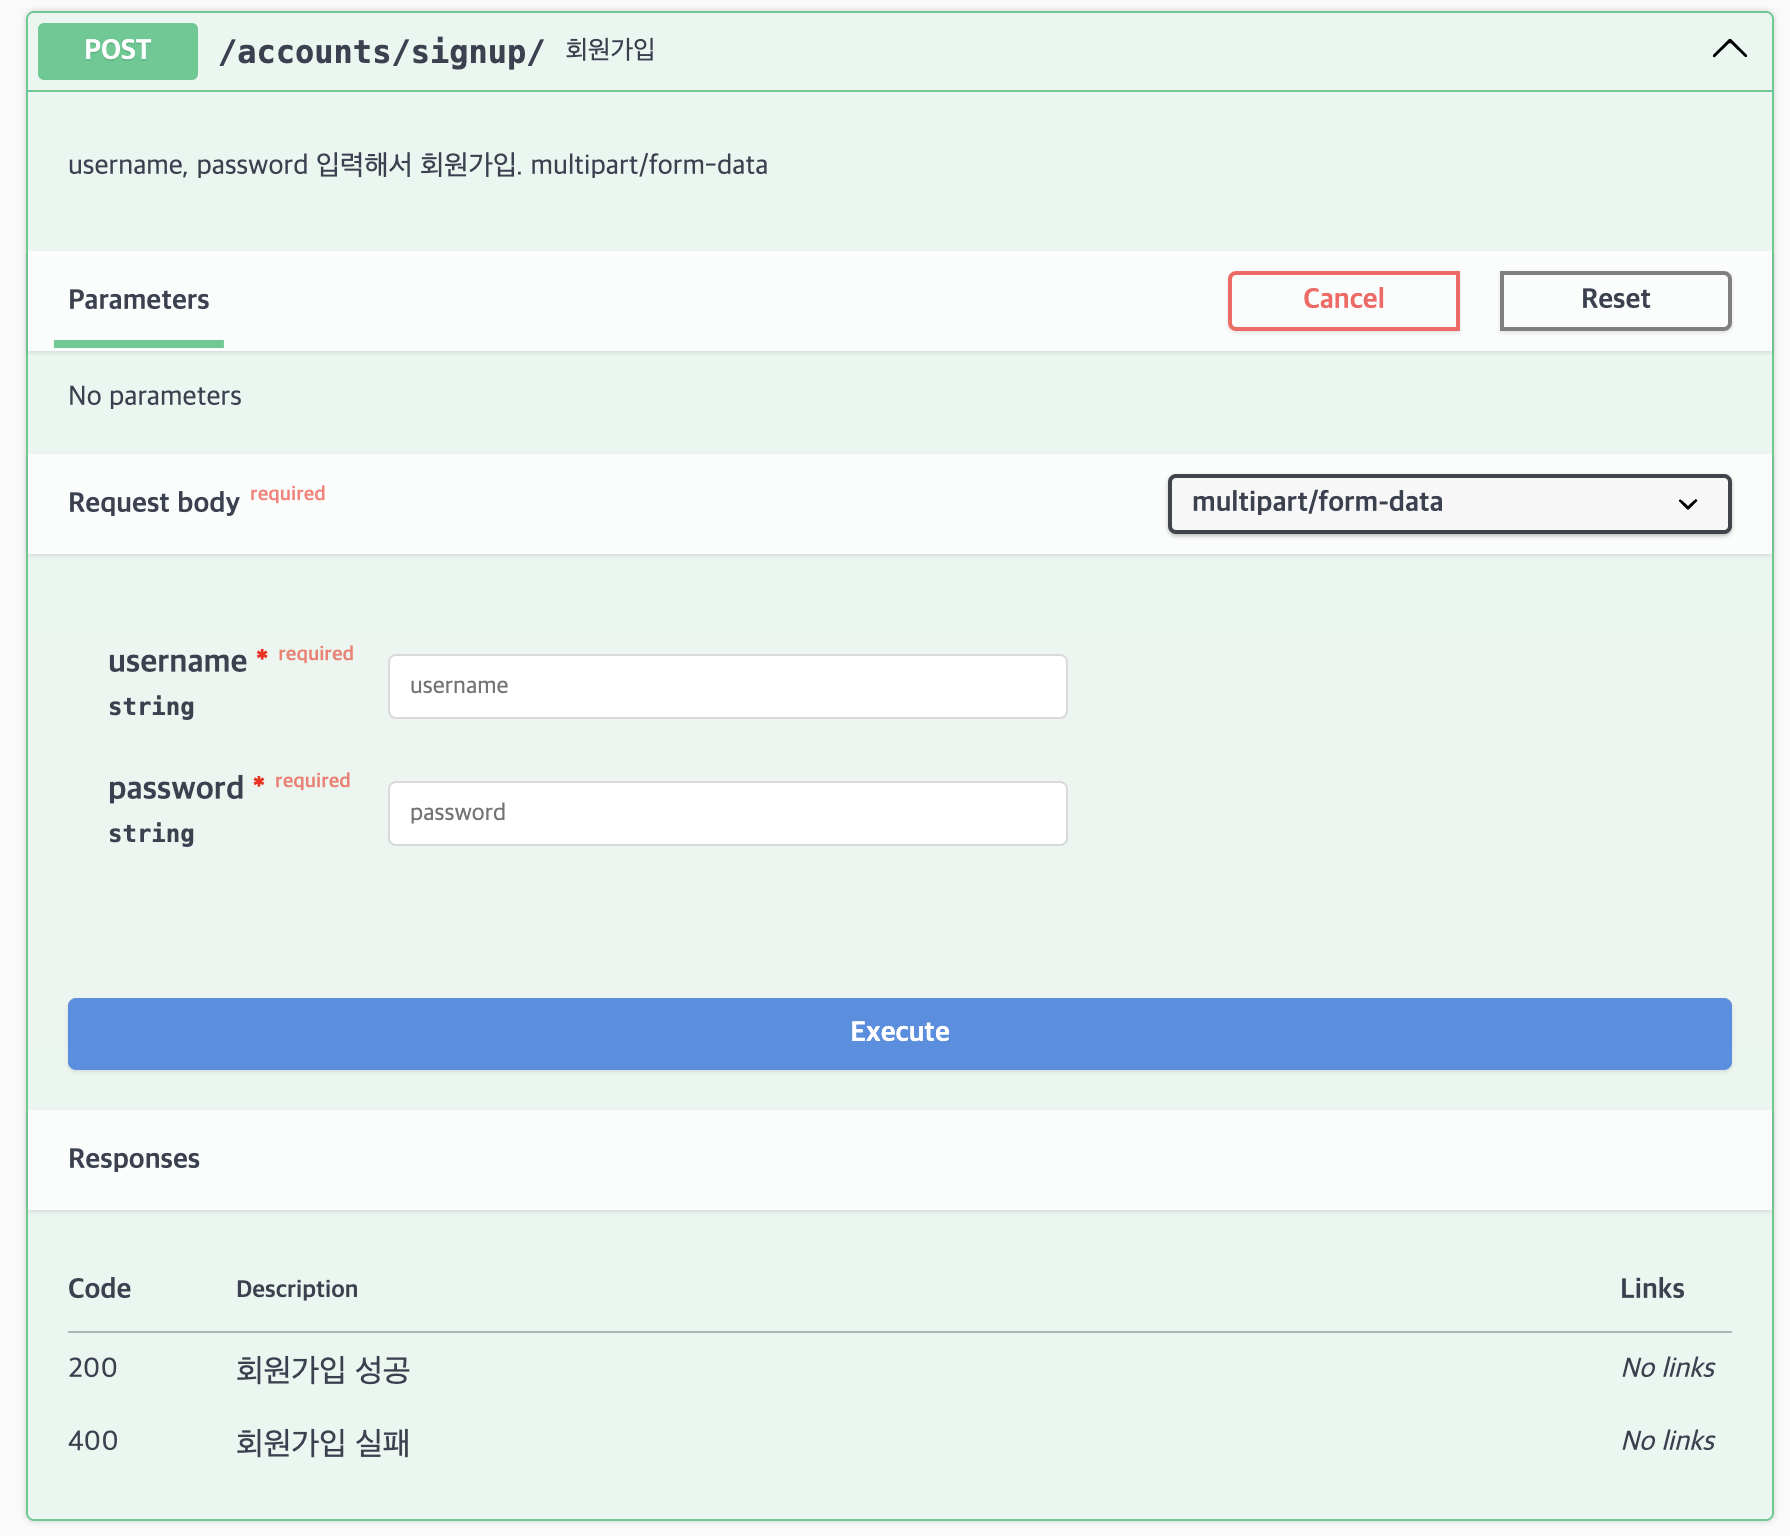 POST /accounts/signup/ 회원가입
username, password 입력해서 회원가입. multipart/form-data
Parameters Cancel Reset
No parameters
Request body required multipart/form-data
username * required username
string
password * required password
string
Execute
Responses
Code Description Links
200 회원가입 성공 No links
400 회원가입 실패 No links